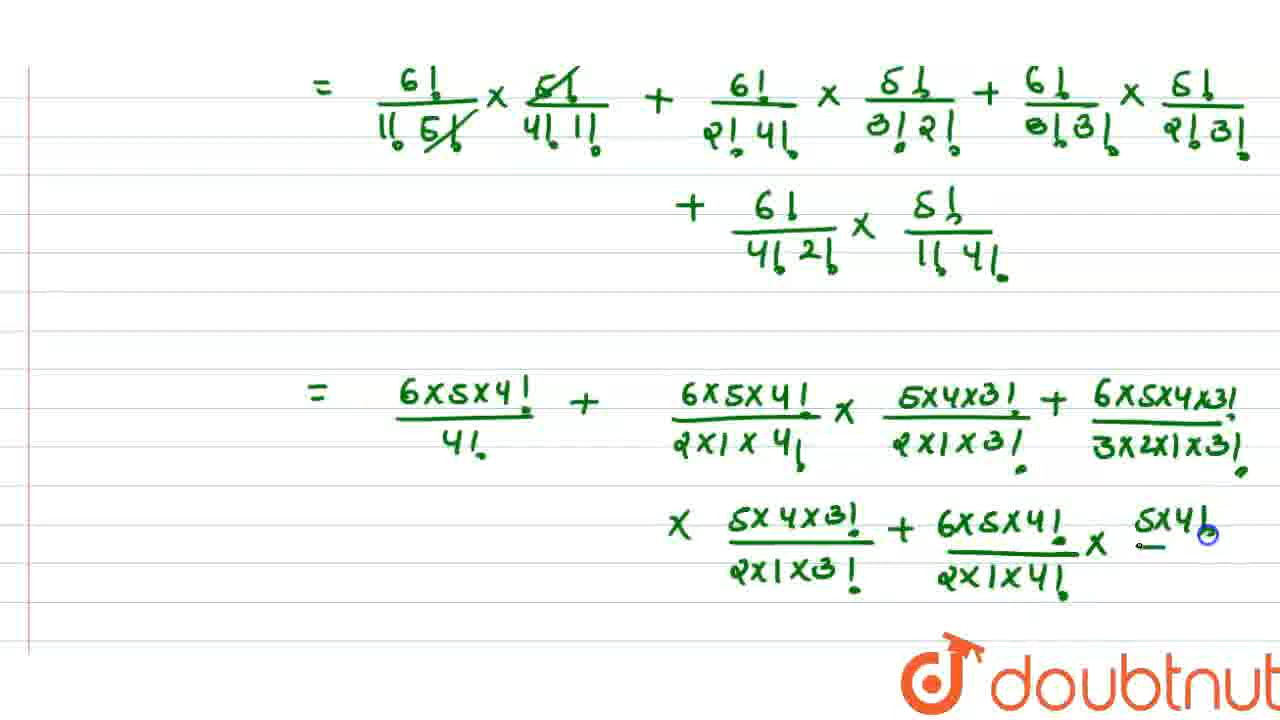 = 6!/1! 5! × 5!/4! 1! + 6!/2! 4! × 5!/3! 2! + 6!/3! 3! × 5!/2! 3!
+ 6!/4! 2! × 5!/1! 4!
= 6×5×4!/4! + 6×5×4!/2×1×4! × 5×4×3!/2×1×3! + 6×5×4×3!/3×2×1×3!
× 5×4×3!/2×1×3! + 6×5×4!/2×1×4! × 5×4!
doubtnut